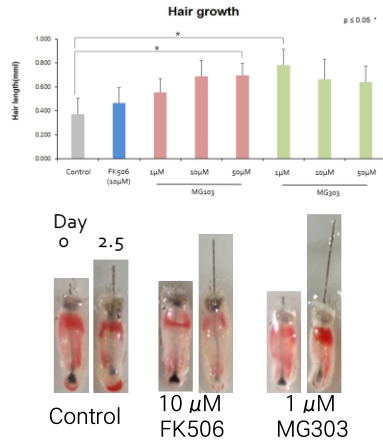 Hair growth
p ≤ 0.05 *
Hair length(mml)
1.000
0.800
0.600
0.400
0.200
0.000
*
*
Control
FK506
(10µM)
1µM
10µM
50µM
1µM
10µM
50µM
MG103
MG303
Day
0
2.5
Control
10 µM
FK506
1 µM
MG303